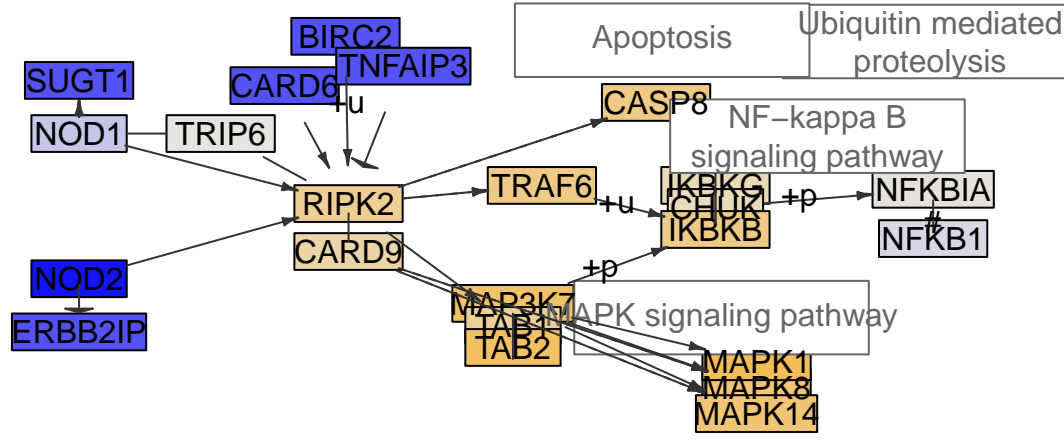 BIRC2
Apoptosis
Ubiquitin mediated
proteolysis
TNFAIP3
SUGT1
CARD6
+u
CASP8
NOD1
TRIP6
NF−kappa B
signaling pathway
RIPK2
TRAF6
+u
IKBKG
CHUK
IKBKB
+p
NFKBIA
#
NFKB1
CARD9
NOD2
+p
MAP3K7
TAB1
TAB2
MAPK signaling pathway
ERBB2IP
MAPK1
MAPK8
MAPK14